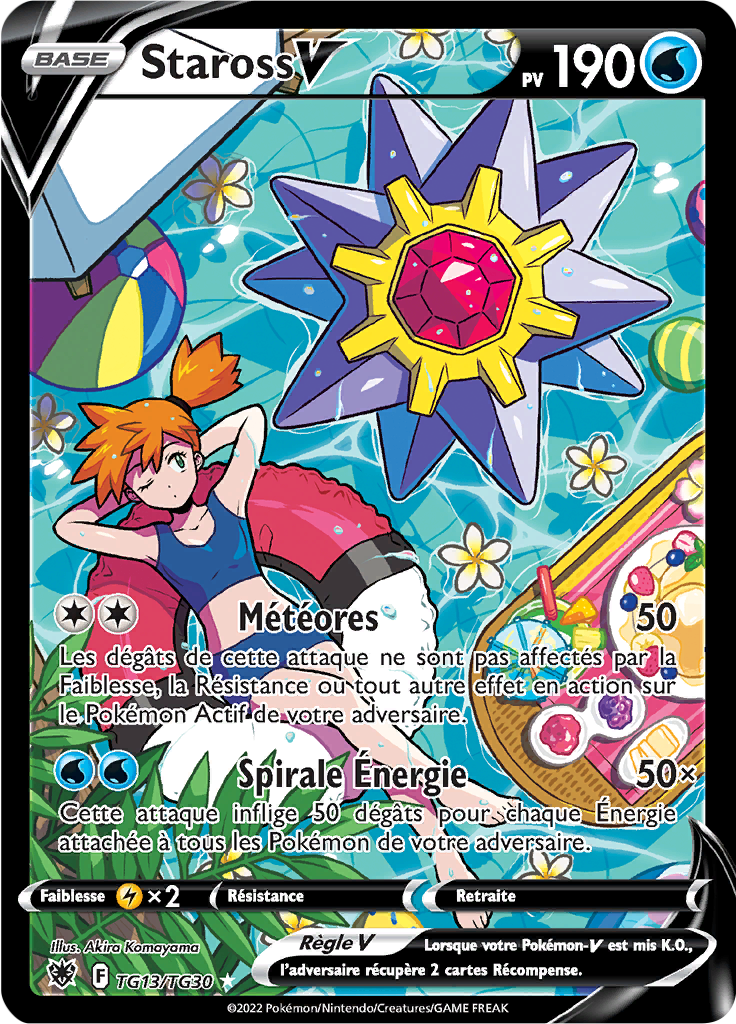 BASE Staross V PV 190
Météores 50
Les dégâts de cette attaque ne sont pas affectés par la
Faiblesse, la Résistance ou tout autre effet en action sur
le Pokémon Actif de votre adversaire.
Spirale Énergie 50×
Cette attaque inflige 50 dégâts pour chaque Énergie
attachée à tous les Pokémon de votre adversaire.
Faiblesse ×2 Résistance Retraite
Illus. Akira Komayama
Règle V Lorsque votre Pokémon-V est mis K.O.,
l'adversaire récupère 2 cartes Récompense.
F TG13/TG30
©2022 Pokémon/Nintendo/Creatures/GAME FREAK